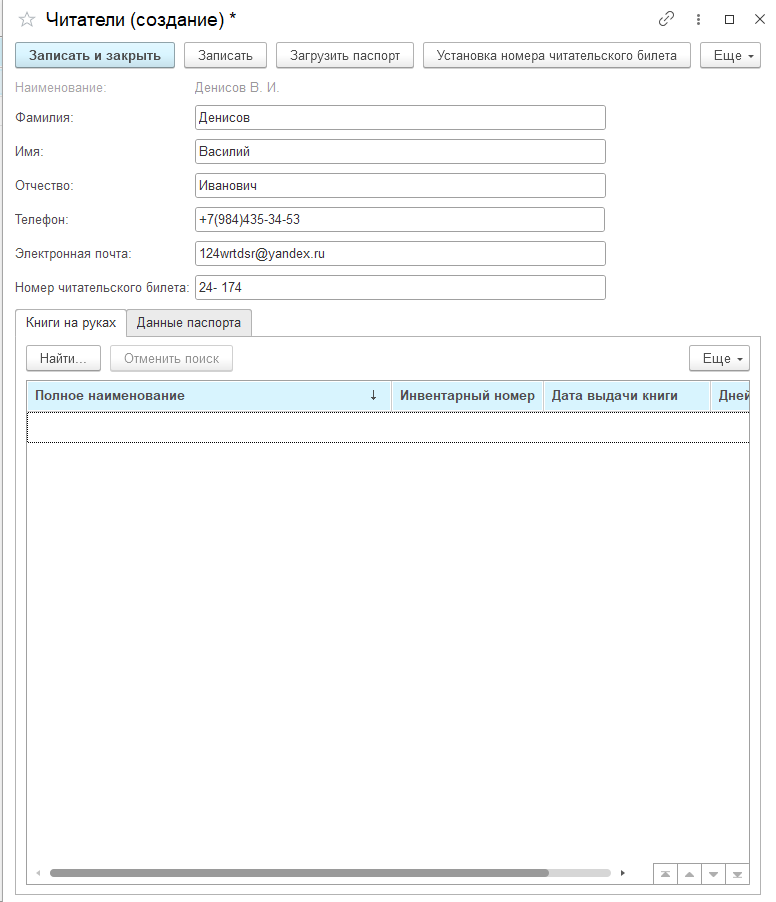 Читатели (создание) *
Записать и закрыть Записать Загрузить паспорт Установка номера читательского билета Еще
Наименование: Денисов В. И.
Фамилия: Денисов
Имя: Василий
Отчество: Иванович
Телефон: +7(984)435-34-53
Электронная почта: 124wrtdsr@yandex.ru
Номер читательского билета: 24- 174
Книги на руках Данные паспорта
Найти... Отменить поиск Еще
Полное наименование ↓ Инвентарный номер Дата выдачи книги Дней